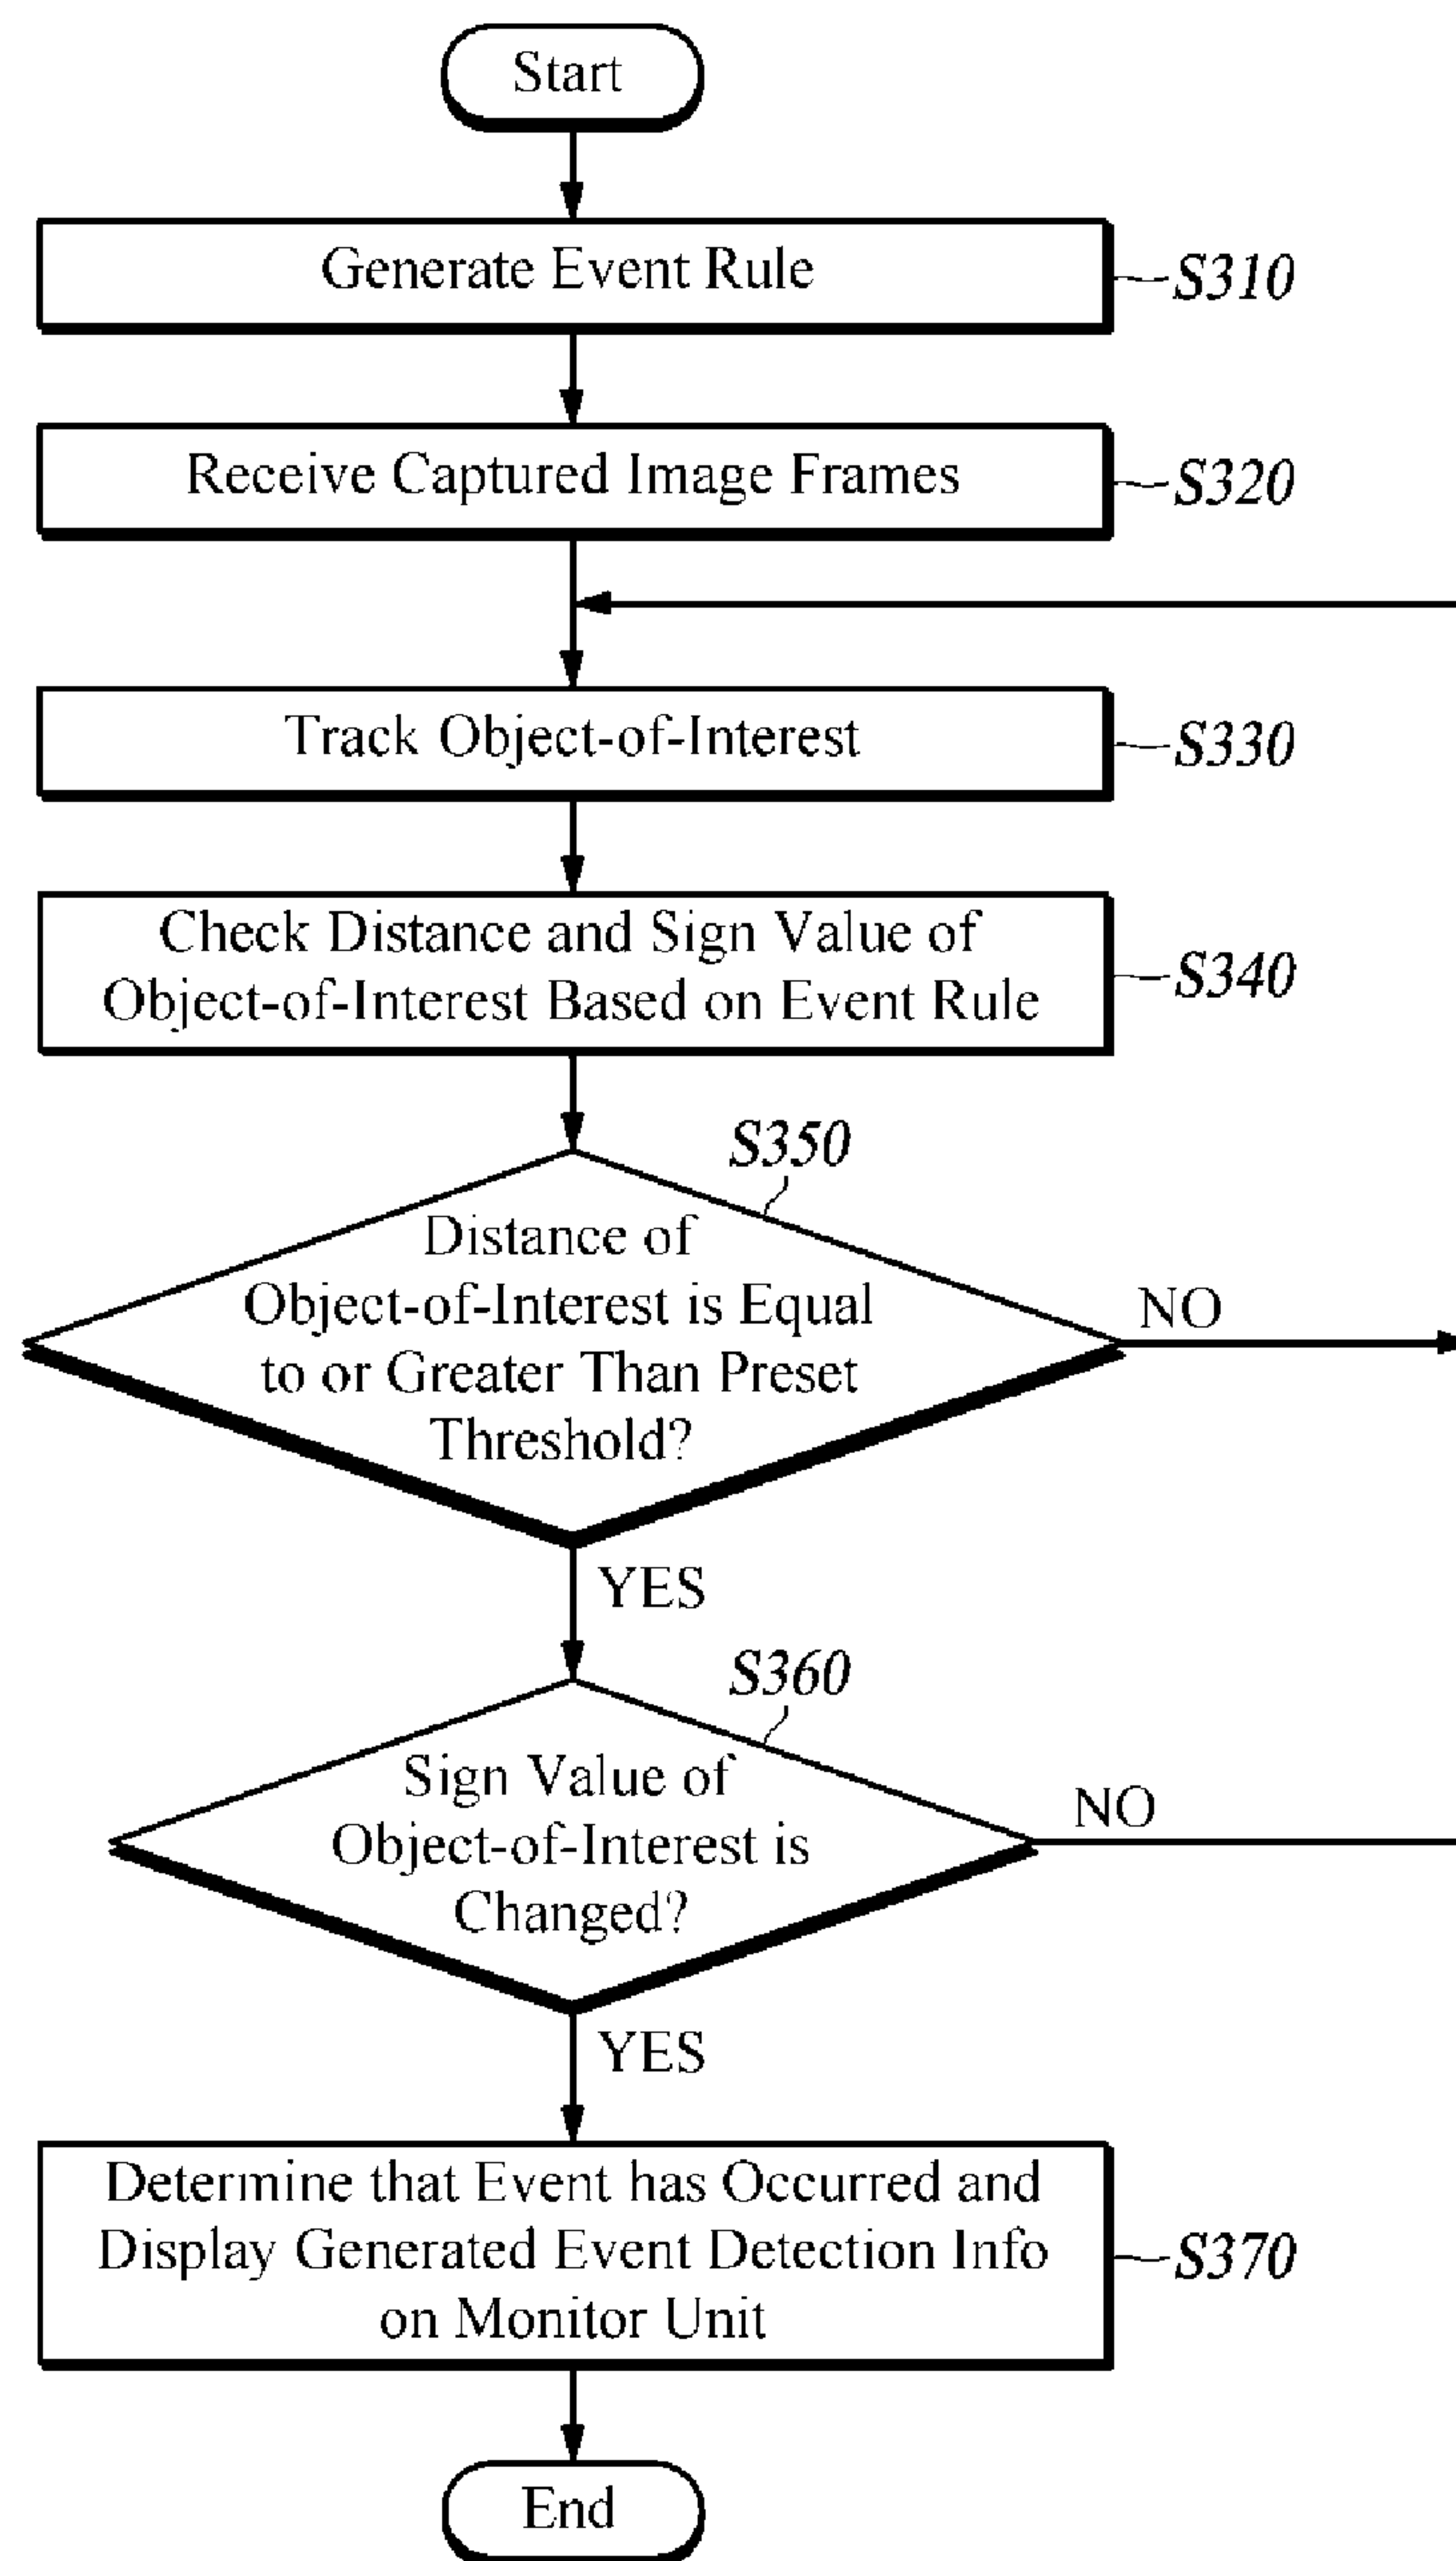 Start
Generate Event Rule
S310
Receive Captured Image Frames
S320
Track Object-of-Interest
S330
Check Distance and Sign Value of
Object-of-Interest Based on Event Rule
S340
S350
Distance of
Object-of-Interest is Equal
to or Greater Than Preset
Threshold?
NO
YES
S360
Sign Value of
Object-of-Interest is
Changed?
NO
YES
Determine that Event has Occurred and
Display Generated Event Detection Info
on Monitor Unit
S370
End